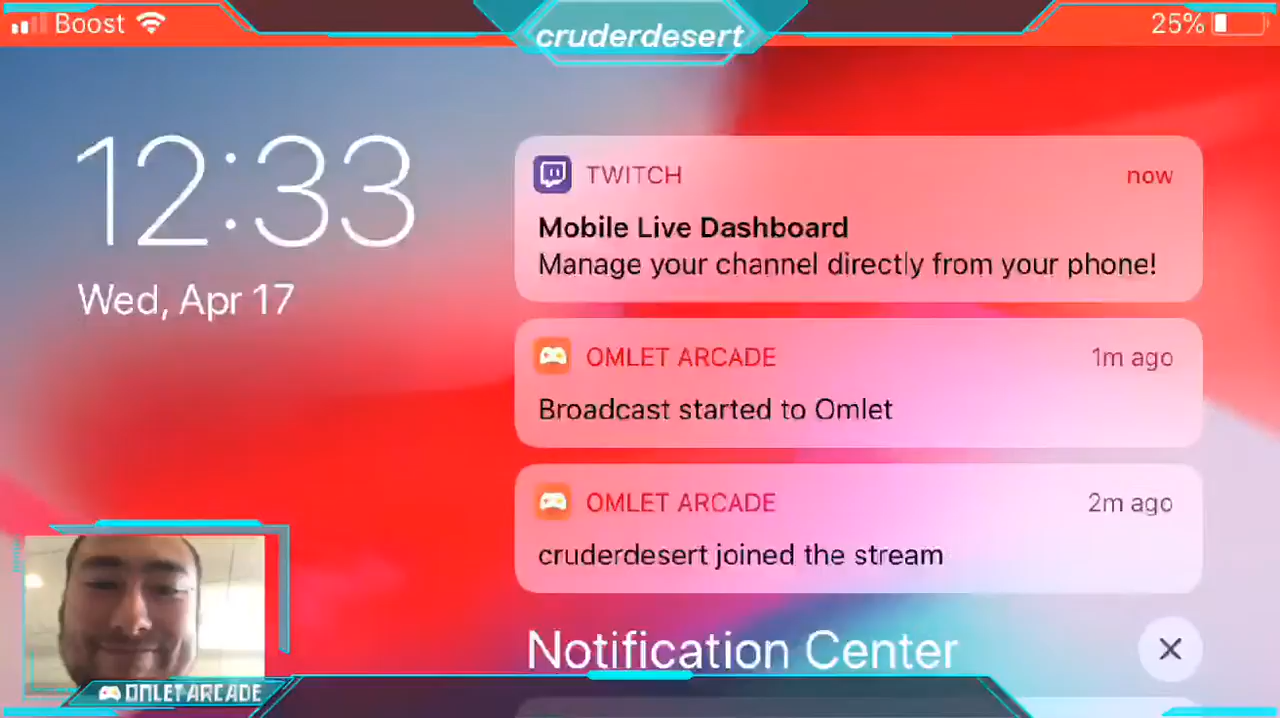 Boost
cruderdesert
25%
12:33
Wed, Apr 17
TWITCH
now
Mobile Live Dashboard
Manage your channel directly from your phone!
OMLET ARCADE
1m ago
Broadcast started to Omlet
OMLET ARCADE
2m ago
cruderdesert joined the stream
Notification Center
OMLET ARCADE